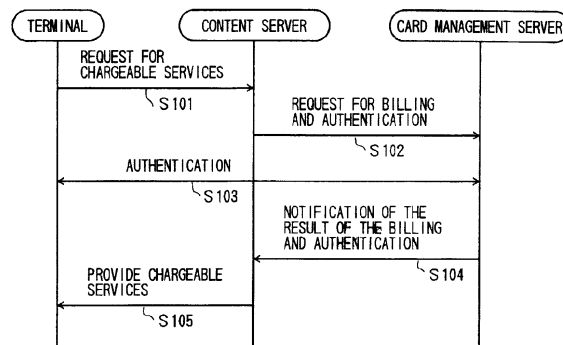 TERMINAL
CONTENT SERVER
CARD MANAGEMENT SERVER
REQUEST FOR
CHARGEABLE SERVICES
S101
REQUEST FOR BILLING
AND AUTHENTICATION
S102
AUTHENTICATION
S103
NOTIFICATION OF THE
RESULT OF THE BILLING
AND AUTHENTICATION
S104
PROVIDE CHARGEABLE
SERVICES
S105